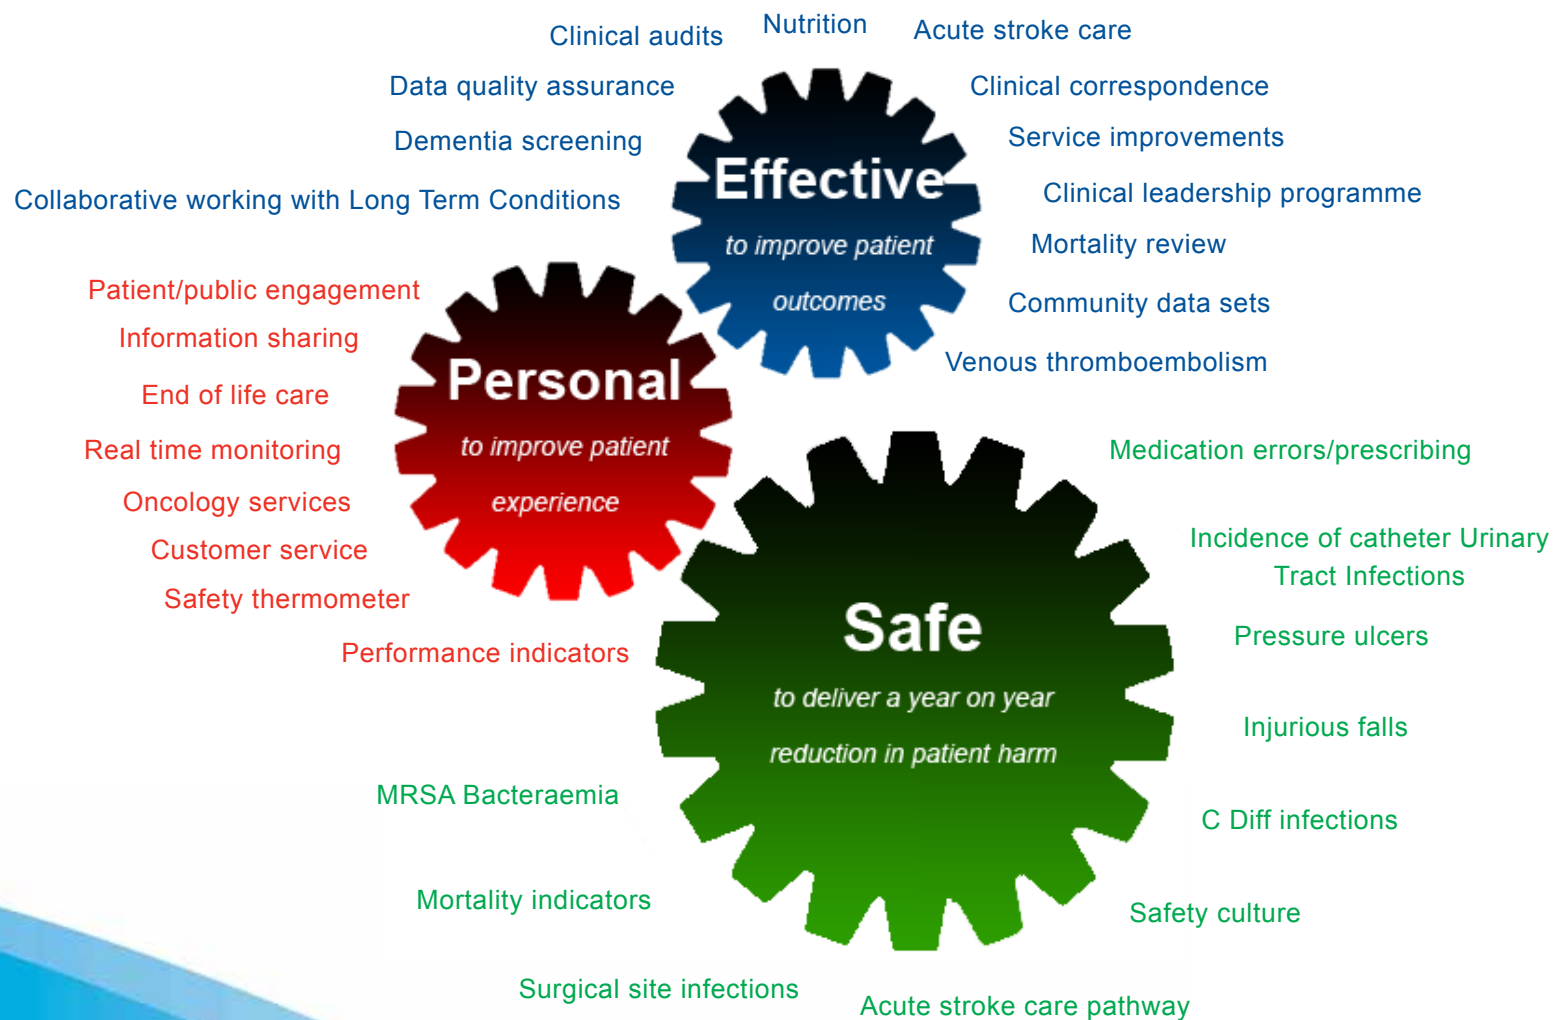 Nutrition
Acute stroke care
Clinical audits
Data quality assurance
Clinical correspondence
Dementia screening
Service improvements
Effective
to improve patient
outcomes
Collaborative working with Long Term Conditions
Clinical leadership programme
Mortality review
Community data sets
Venous thromboembolism
Patient/public engagement
Information sharing
Personal
to improve patient
experience
End of life care
Real time monitoring
Oncology services
Customer service
Safety thermometer
Performance indicators
Medication errors/prescribing
Incidence of catheter Urinary
Tract Infections
Safe
to deliver a year on year
reduction in patient harm
Pressure ulcers
Injurious falls
MRSA Bacteraemia
C Diff infections
Mortality indicators
Safety culture
Surgical site infections
Acute stroke care pathway